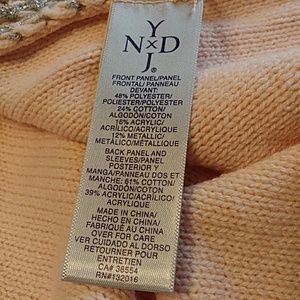 Y
N×D
J®
FRONT PANEL/PANEL
FRONTAL/ PANNEAU
DEVANT:
48% POLYESTER/
POLIESTER/POLYESTER
24% COTTON/
ALGODÓN/COTON
16% ACRYLIC/
ACRÍLICO/ACRYLIQUE
12% METALLIC/
METÁLICO/MÉTALLIQUE
BACK PANEL AND
SLEEVES/PANEL
POSTERIOR Y
MANGA/PANNEAU DOS ET
MANCHE: 61% COTTON/
ALGODÓN/COTON
39% ACRYLIC/ACRÍLICO/
ACRYLIQUE
MADE IN CHINA/
HECHO EN CHINA/
FABRIQUÉ EN CHINA
OVER FOR CARE
VER CUIDADO AL DORSO
RETOURNER POUR
ENTRETIEN
CA# 38554
RN#132016